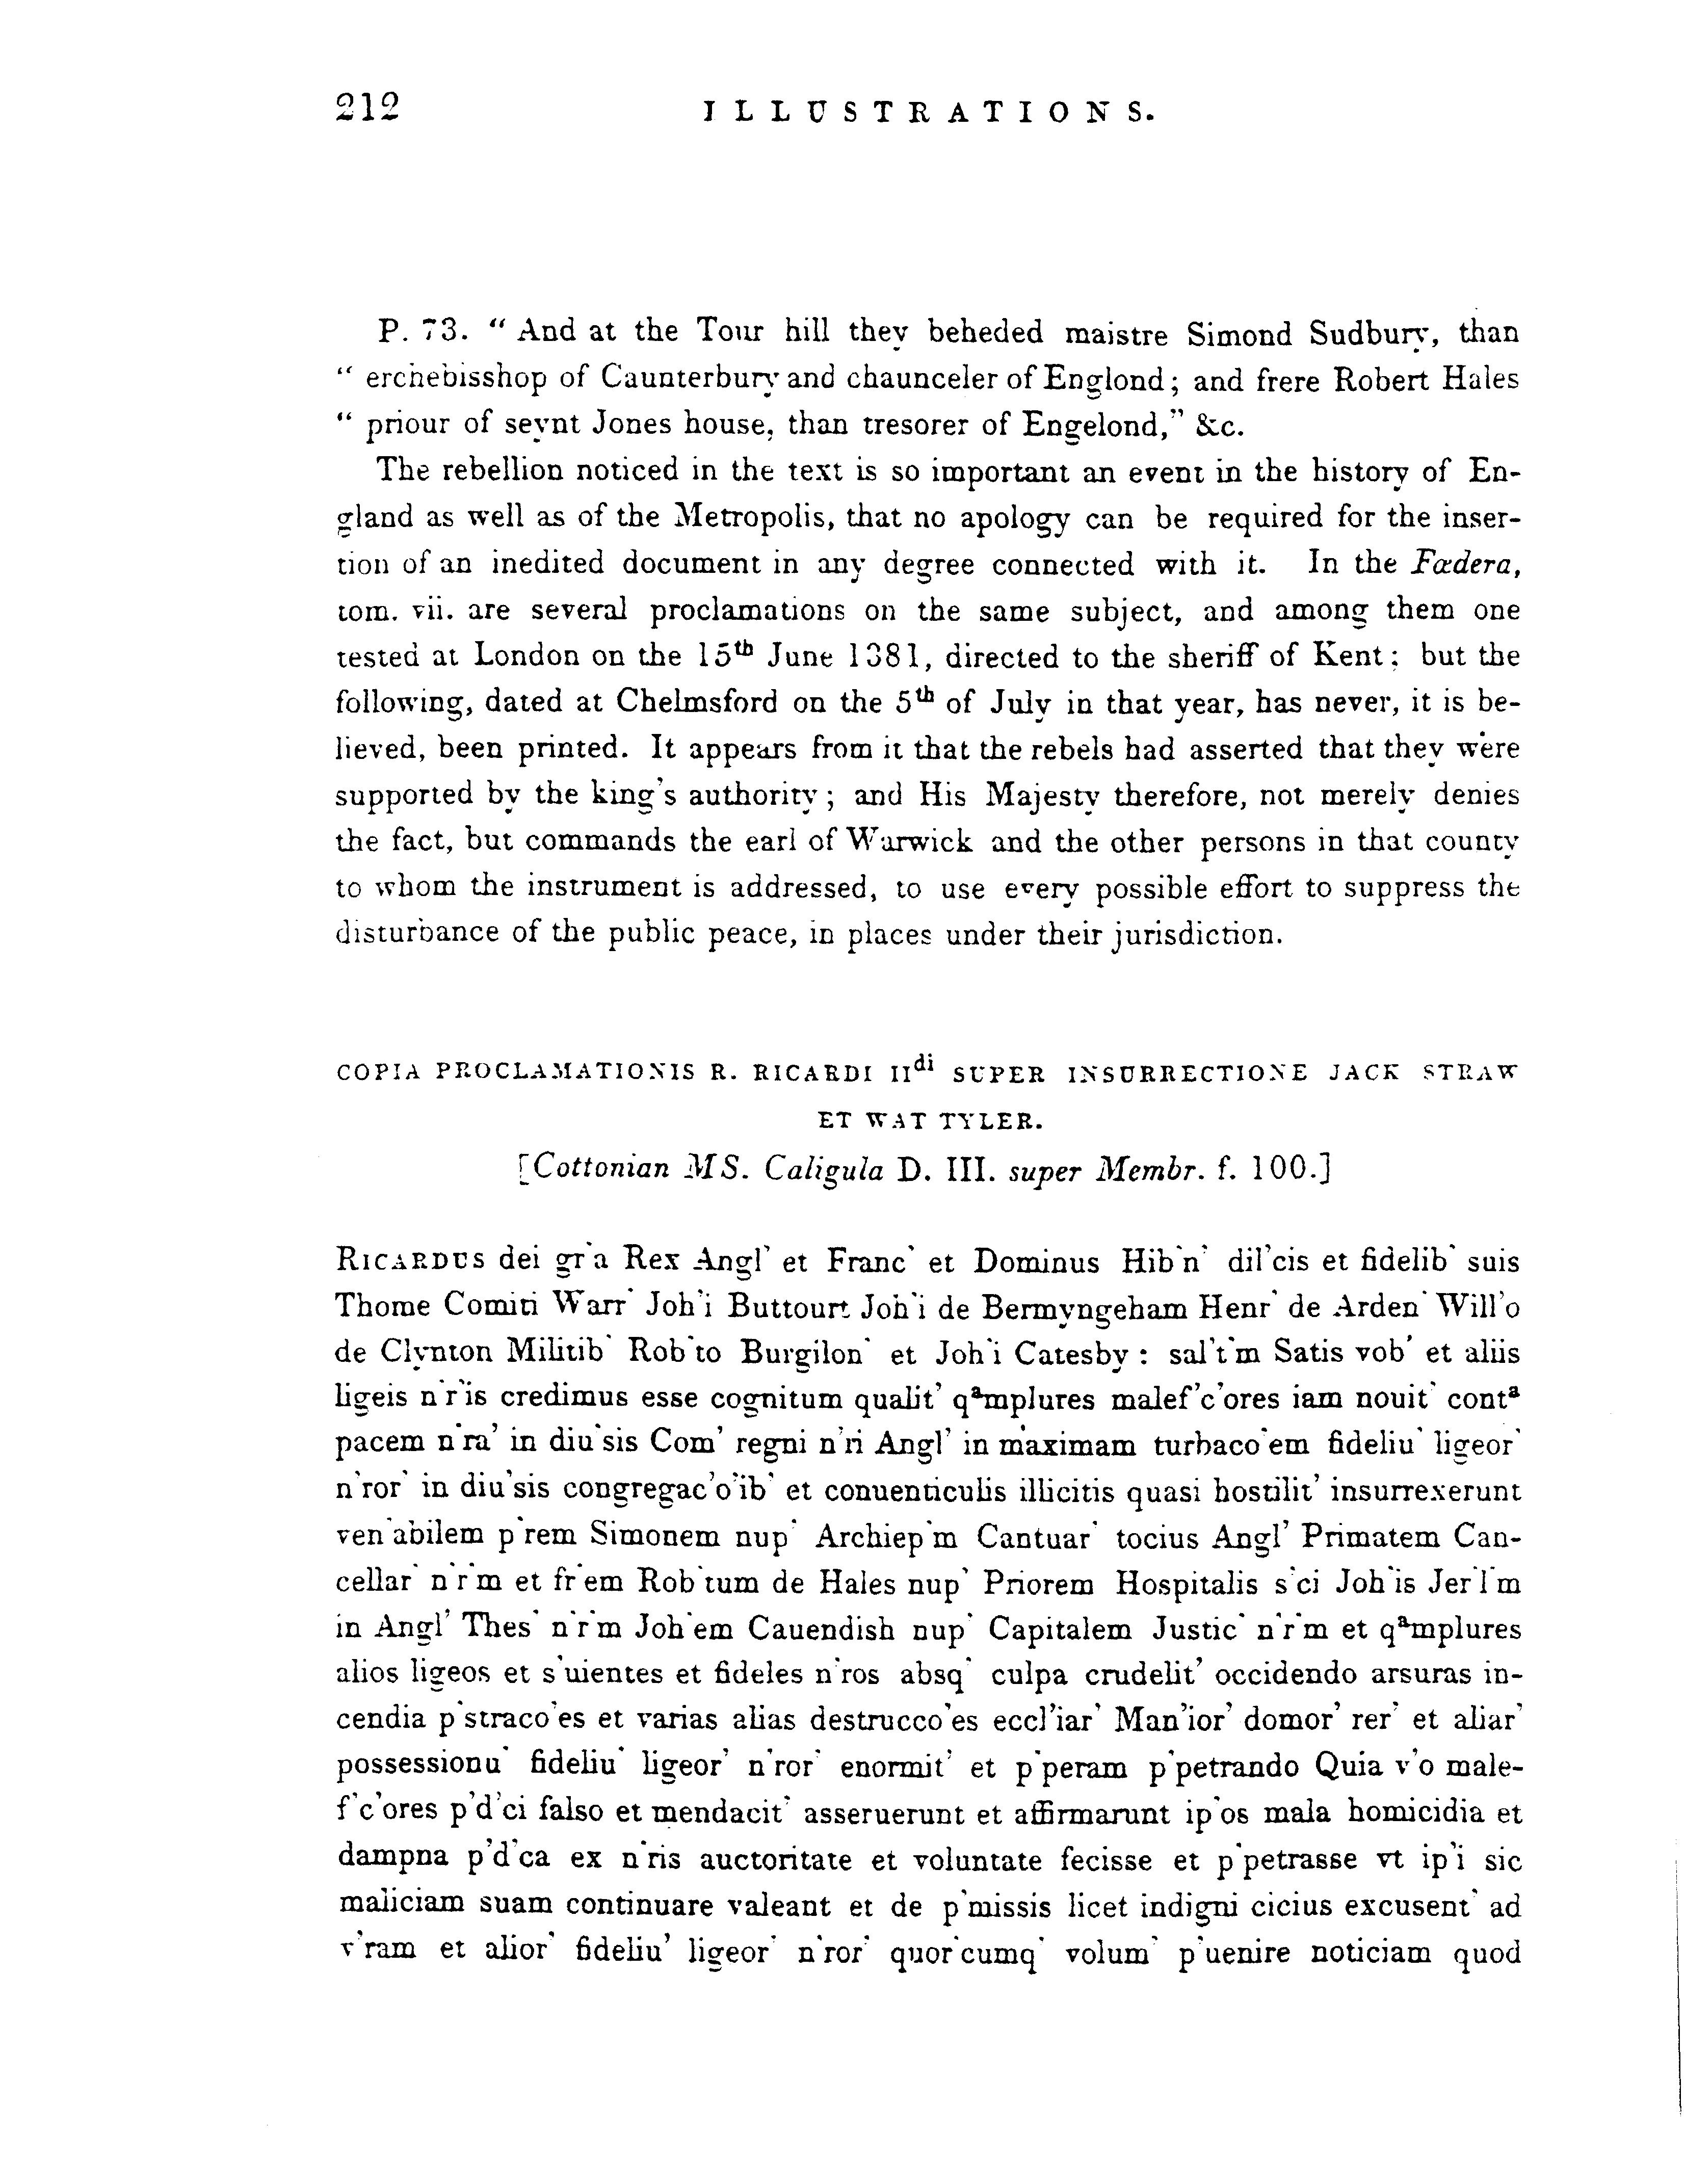 212 ILLUSTRATIONS.
P. 73. “ And at the Tour hill they beheded maistre Simond Sudbury, than
“ erchebisshop of Caunterbury and chaunceler of Englond; and frere Robert Hales
“ priour of seynt Jones house, than tresorer of Engelond,” &c.
The rebellion noticed in the text is so important an event in the history of En-
gland as well as of the Metropolis, that no apology can be required for the inser-
tion of an inedited document in any degree connected with it. In the Fœdera,
tom. vii. are several proclamations on the same subject, and among them one
tested at London on the 15th June 1381, directed to the sheriff of Kent: but the
following, dated at Chelmsford on the 5th of July in that year, has never, it is be-
lieved, been printed. It appears from it that the rebels had asserted that they were
supported by the king's authority; and His Majesty therefore, not merely denies
the fact, but commands the earl of Warwick and the other persons in that county
to whom the instrument is addressed, to use every possible effort to suppress the
disturbance of the public peace, in places under their jurisdiction.
COPIA PROCLAMATIONIS R. RICARDI IIdi SUPER INSURRECTIONE JACK STRAW
ET WAT TYLER.
[Cottonian MS. Caligula D. III. super Membr. f. 100.]
RICARDUS dei gr'a Rex Angl' et Franc' et Dominus Hib'n' dil'cis et fidelib' suis
Thome Comiti Warr' Joh'i Buttourt Joh'i de Bermyngeham Henr' de Arden' Will'o
de Clynton Militib' Rob'to Burgilon' et Joh'i Catesby: sal't'm Satis vob' et aliis
ligeis n'r'is credimus esse cognitum qualit' qamplures malef'c'ores iam nouit' conta
pacem n'ra' in diu'sis Com' regni n'ri Angl' in maximam turbaco'em fideliu' ligeor'
n'ror' in diu'sis congregac'o'ib' et conuenticulis illicitis quasi hostilit' insurrexerunt
ven'abilem p'rem Simonem nup' Archiep'm Cantuar' tocius Angl' Primatem Can-
cellar' n'r'm et fr'em Rob'tum de Hales nup' Priorem Hospitalis s'ci Joh'is Jer'l'm
in Angl' Thes' n'r'm Joh'em Cauendish nup' Capitalem Justic' n'r'm et qamplures
alios ligeos et s'uientes et fideles n'ros absq' culpa crudelit' occidendo arsuras in-
cendia p'straco'es et varias alias destrucco'es eccl'iar' Man'ior' domor' rer' et aliar'
possessionu' fideliu' ligeor' n'ror' enormit' et p'peram p'petrando Quia v'o male-
f'c'ores p'd'ci falso et mendacit' asseruerunt et affirmarunt ip'os mala homicidia et
dampna p'd'ca ex n'ris auctoritate et voluntate fecisse et p'petrasse vt ip'i sic
maliciam suam continuare valeant et de p'missis licet indigni cicius excusent' ad
v'ram et alior' fideliu' ligeor' n'ror' quor'cumq' volum' p'uenire noticiam quod